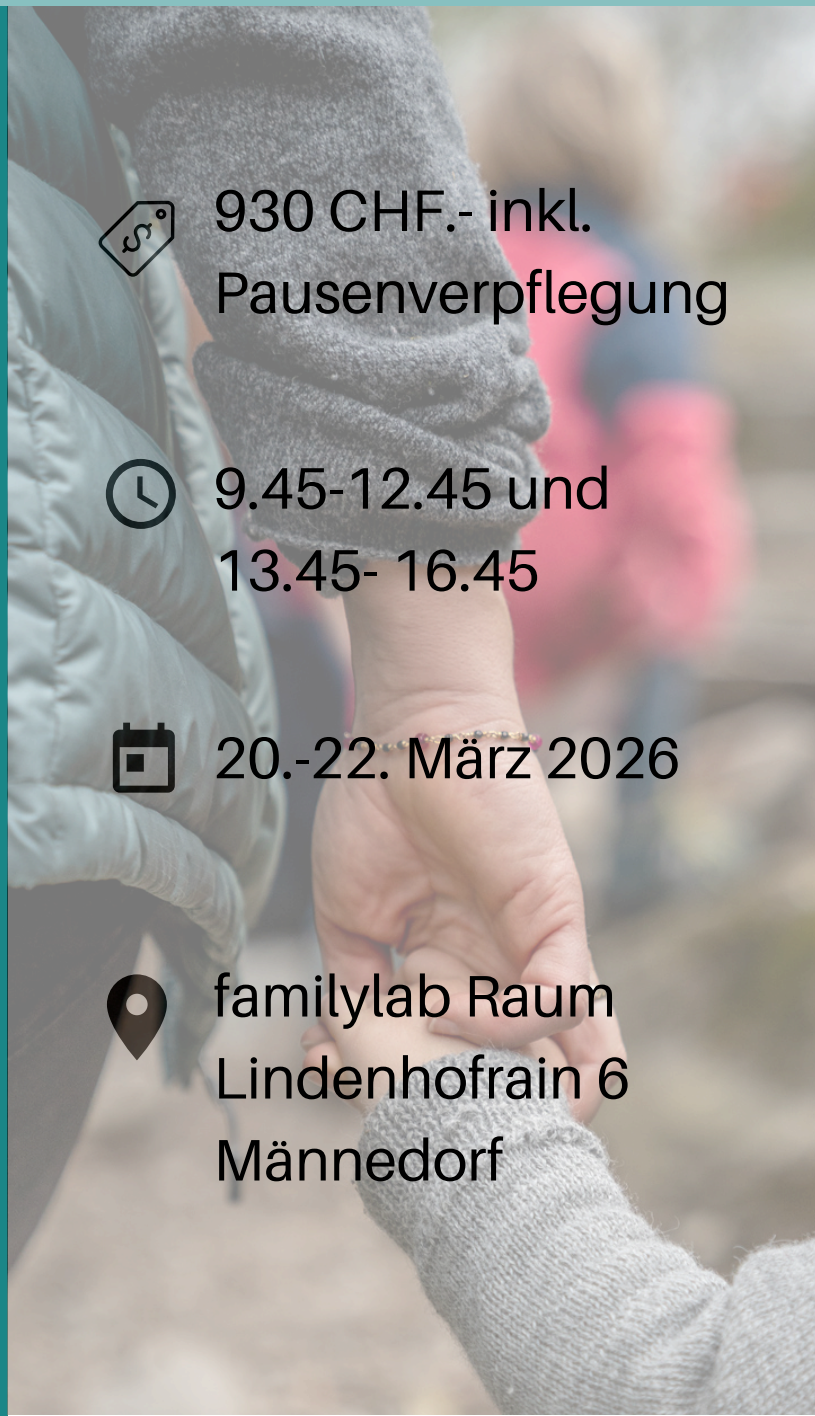 930 CHF.- inkl.
Pausenverpflegung
9.45-12.45 und
13.45- 16.45
20.-22. März 2026
familylab Raum
Lindenhofrain 6
Männedorf